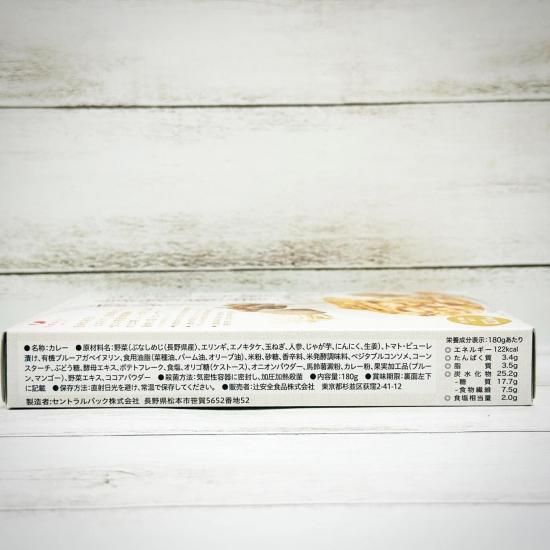 ●名称:カレー ●原材料名:野菜(ぶなしめじ(長野県産)、エリンギ、エノキタケ、玉ねぎ、人参、じゃが芋、にんにく、生姜)、トマト・ピューレ
漬け、有機ブルーアガベイヌリン、食用油脂(菜種油、パーム油、オリーブ油)、米粉、砂糖、香辛料、米発酵調味料、ベジタブルコンソメ、コーン
スターチ、ぶどう糖、酵母エキス、ポテトフレーク、食塩、オリゴ糖(ケストース)、オニオンパウダー、馬鈴薯澱粉、カレー粉、果実加工品(プルー
ン、マンゴー)、野菜エキス、ココアパウダー ●殺菌方法:気密性容器に密封し、加圧加熱殺菌 ●内容量:180g ●賞味期限:裏面左下
に記載 ●保存方法:直射日光を避け、常温で保存してください。 ●販売者:辻安全食品株式会社 東京都杉並区荻窪2-41-12
製造者:セントラルパック株式会社 長野県松本市笹賀5652番地52
栄養成分表示:180gあたり
◎エネルギー 122kcal
◎たんぱく質 3.4g
◎脂質 3.5g
◎炭水化物 25.2g
-糖質 17.7g
-食物繊維 7.5g
◎食塩相当量 2.0g